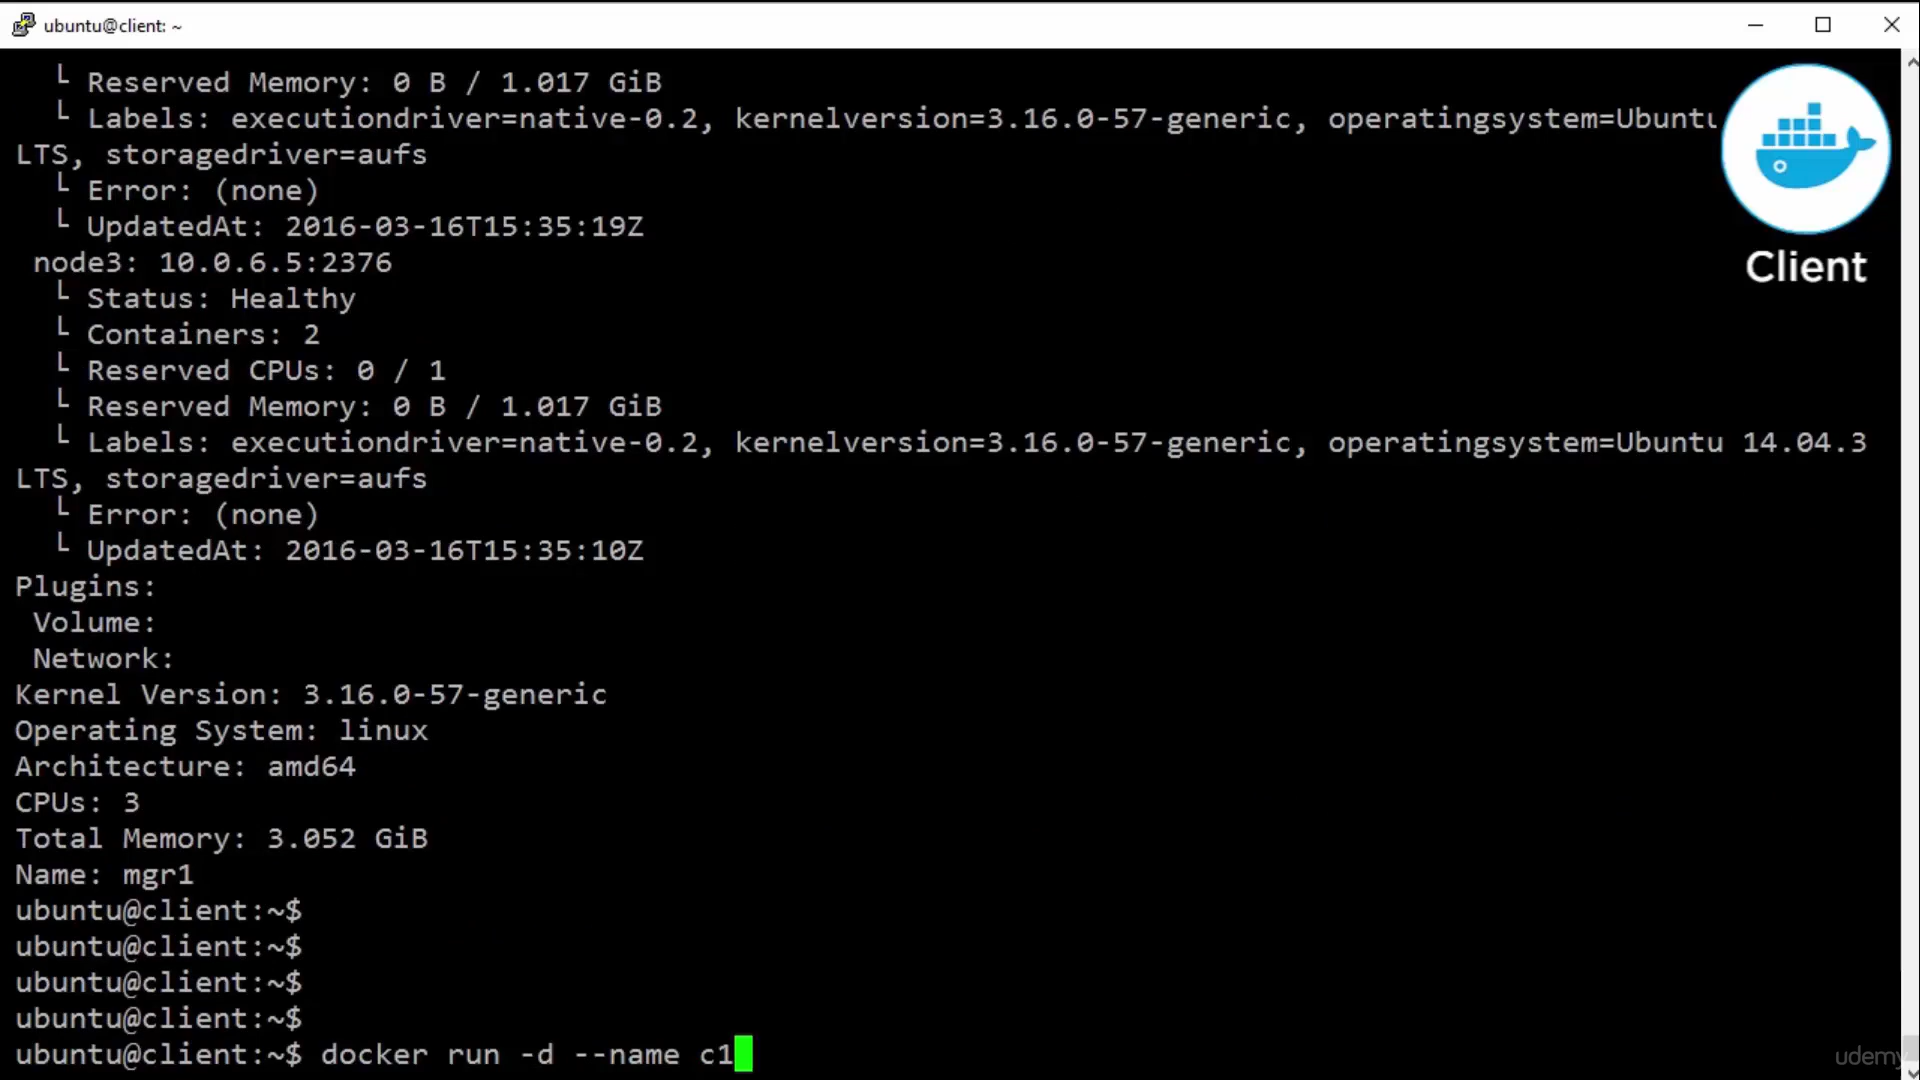 ubuntu@client: ~
└ Reserved Memory: 0 B / 1.017 GiB
└ Labels: executiondriver=native-0.2, kernelversion=3.16.0-57-generic, operatingsystem=Ubuntu
LTS, storagedriver=aufs
└ Error: (none)
└ UpdatedAt: 2016-03-16T15:35:19Z
node3: 10.0.6.5:2376
└ Status: Healthy
└ Containers: 2
└ Reserved CPUs: 0 / 1
└ Reserved Memory: 0 B / 1.017 GiB
└ Labels: executiondriver=native-0.2, kernelversion=3.16.0-57-generic, operatingsystem=Ubuntu 14.04.3
LTS, storagedriver=aufs
└ Error: (none)
└ UpdatedAt: 2016-03-16T15:35:10Z
Plugins:
Volume:
Network:
Kernel Version: 3.16.0-57-generic
Operating System: linux
Architecture: amd64
CPUs: 3
Total Memory: 3.052 GiB
Name: mgr1
ubuntu@client:~$
ubuntu@client:~$
ubuntu@client:~$
ubuntu@client:~$
ubuntu@client:~$ docker run -d --name c1
Client
udemy